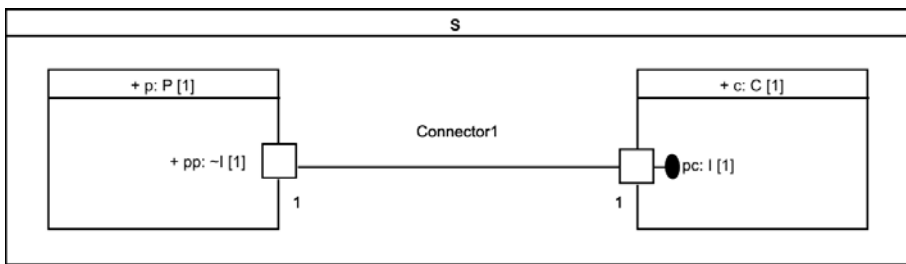 S
+ p: P [1]
+ c: C [1]
Connector1
+ pp: ~I [1]
pc: I [1]
1
1